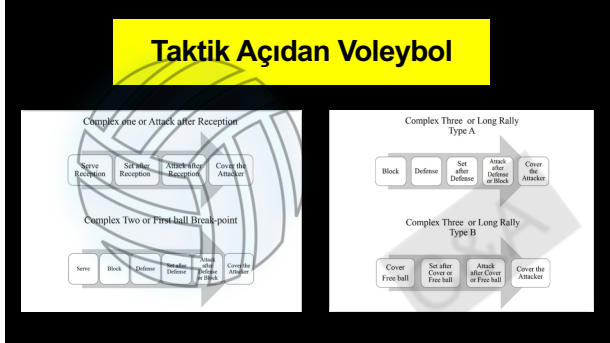 Taktik Açıdan Voleybol
Complex one or Attack after Reception
Serve
Reception
Set after
Reception
Attack after
Reception
Cover the
Attacker
Complex Two or First ball Break-point
Serve
Block
Defense
Set after
Defense
Attack
after
Defense
or Block
Cover the
Attacker
Complex Three or Long Rally
Type A
Block
Defense
Set
after
Defense
Attack
after
Defense
or Block
Cover
the
Attacker
Complex Three or Long Rally
Type B
Cover
Free ball
Set after
Cover or
Free ball
Attack
after Cover
or Free ball
Cover the
Attacker